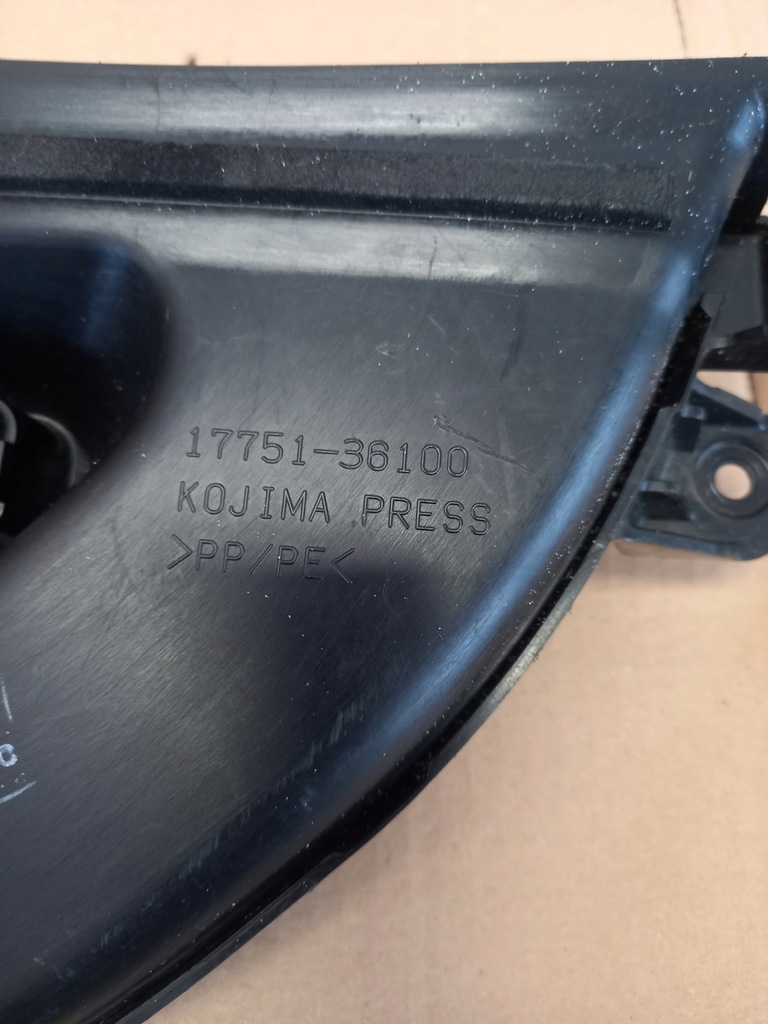 17751-36100
KOJIMA PRESS
>PP/PE<